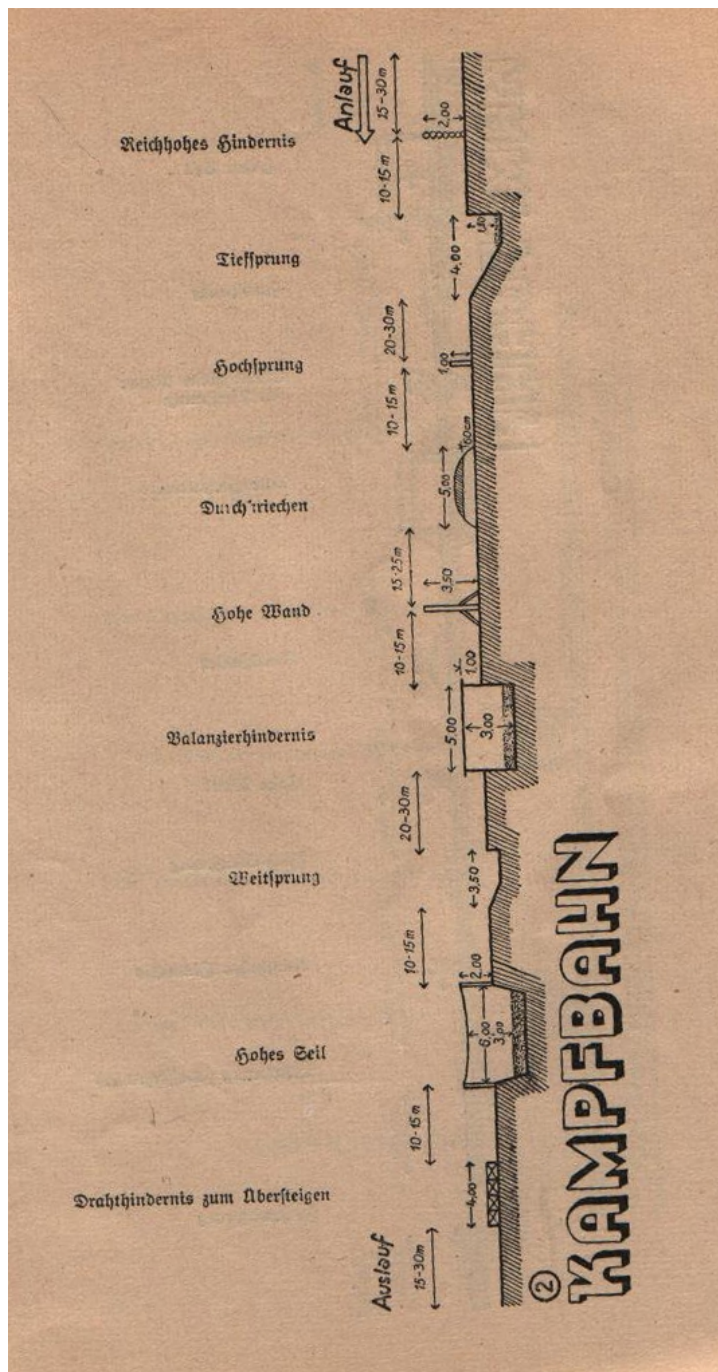 Anlauf
15-30m
Reichhohes Hindernis
2,00
10-15m
Tiefsprung
4,00
20-30m
Hochsprung
1,00
10-15m
60cm
5,00
15-25m
Hohe Wand
3,50
10-15m
1,00
Balanzierhindernis
5,00
3,00
20-30m
Weitsprung
3,50
10-15m
2,00
Hohes Seil
6,00
3,00
10-15m
Drahthindernis zum Übersteigen
4,00
Auslauf
15-30m
② KAMPFBAHN